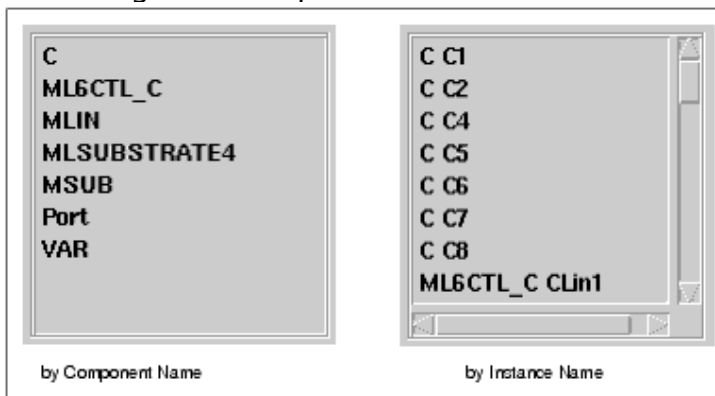 C
ML6CTL_C
MLIN
MLSUBSTRATE4
MSUB
Port
VAR
by Component Name
C C1
C C2
C C4
C C5
C C6
C C7
C C8
ML6CTL_C CLin1
by Instance Name